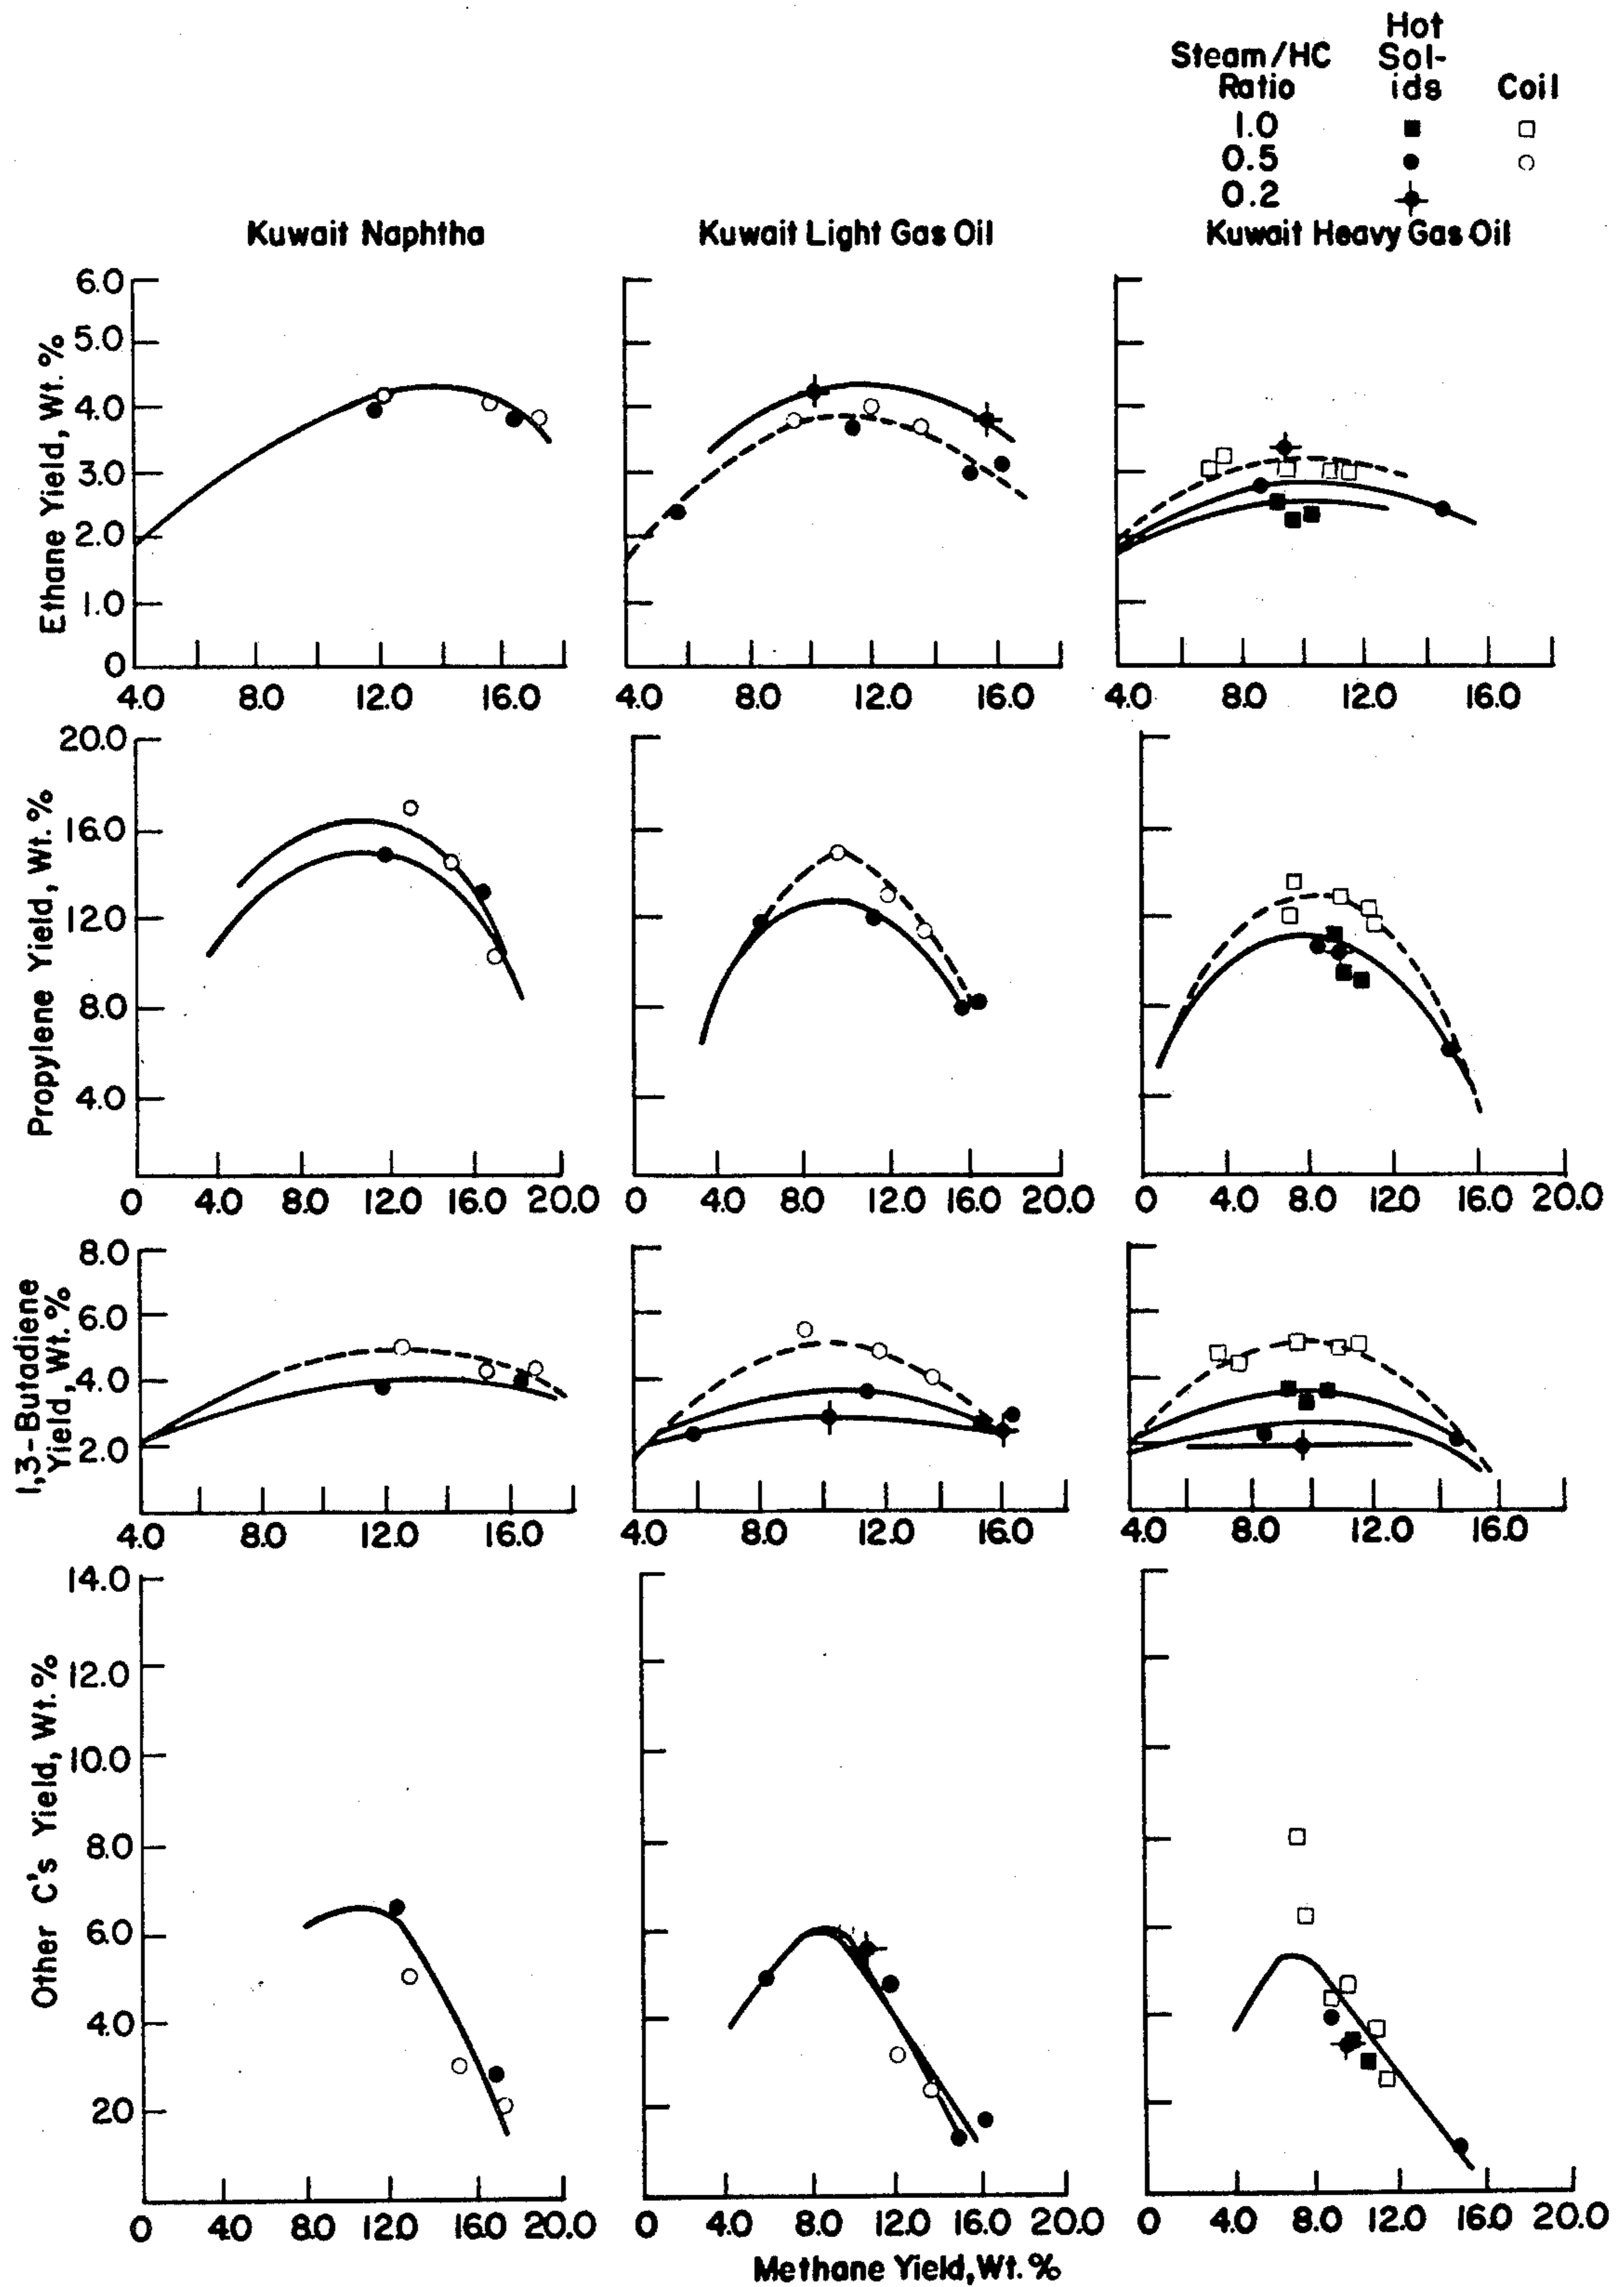 Hot
Steam/HC Sol-
Ratio ids Coil
1.0
0.5
0.2
Kuwait Naphtha Kuwait Light Gas Oil Kuwait Heavy Gas Oil
Ethane Yield, Wt. %
6.0
5.0
4.0
3.0
2.0
1.0
0
4.0 8.0 12.0 16.0 4.0 8.0 12.0 16.0 4.0 8.0 12.0 16.0
Propylene Yield, Wt. %
20.0
16.0
12.0
8.0
4.0
0 4.0 8.0 12.0 16.0 20.0 0 4.0 8.0 12.0 16.0 20.0 0 4.0 8.0 12.0 16.0 20.0
1,3-Butadiene
Yield, Wt. %
8.0
6.0
4.0
2.0
4.0 8.0 12.0 16.0 4.0 8.0 12.0 16.0 4.0 8.0 12.0 16.0
Other C's Yield, Wt. %
14.0
12.0
10.0
8.0
6.0
4.0
20
0 40 8.0 12.0 16.0 20.0 0 4.0 8.0 12.0 16.0 20.0 0 4.0 8.0 12.0 16.0 20.0
Methane Yield, Wt. %